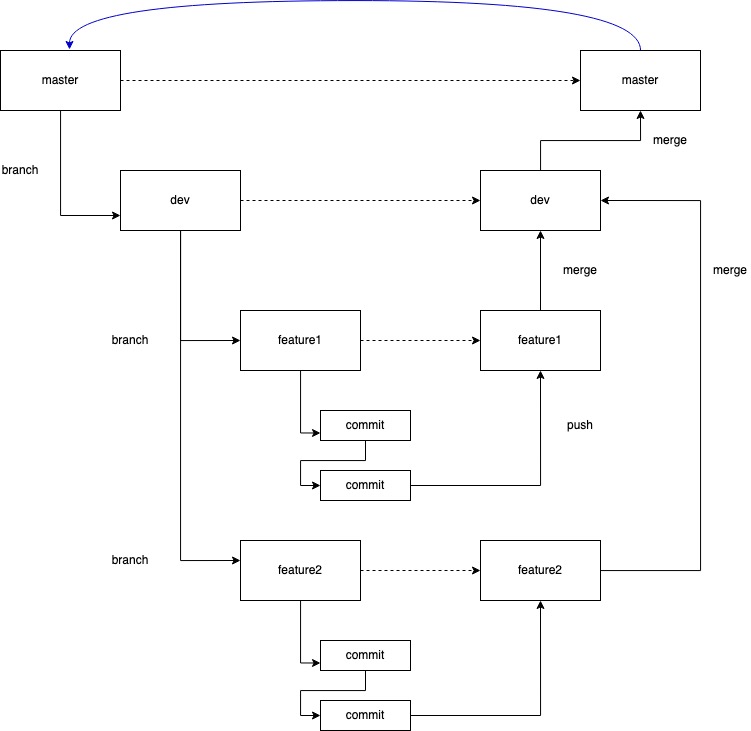 master
master
merge
branch
dev
dev
merge
merge
branch
feature1
feature1
commit
push
commit
branch
feature2
feature2
commit
commit